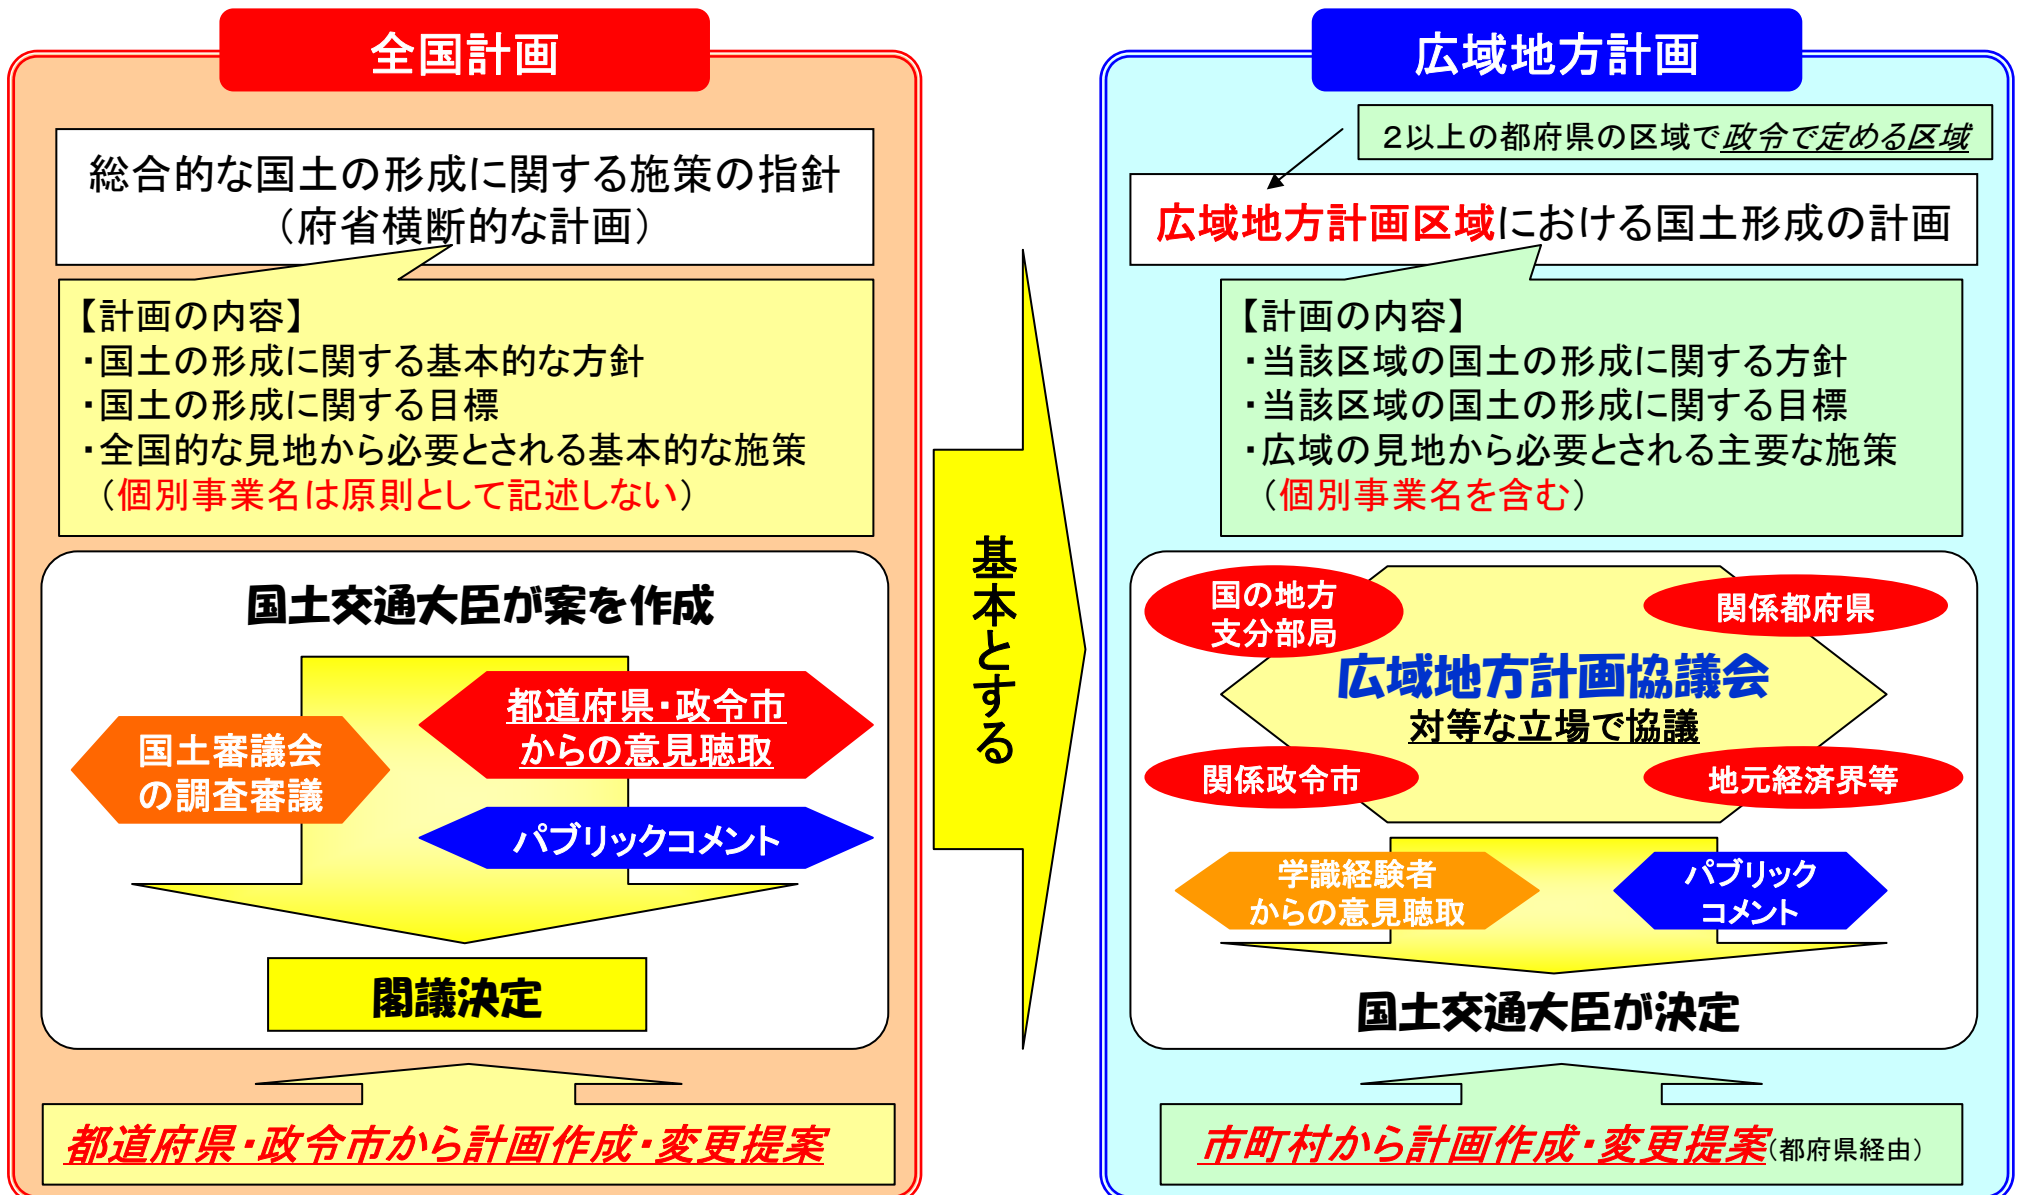 全国計画
総合的な国土の形成に関する施策の指針
（府省横断的な計画）
【計画の内容】
・国土の形成に関する基本的な方針
・国土の形成に関する目標
・全国的な見地から必要とされる基本的な施策
（個別事業名は原則として記述しない）
国土交通大臣が案を作成
都道府県・政令市
からの意見聴取
国土審議会
の調査審議
パブリックコメント
閣議決定
都道府県・政令市から計画作成・変更提案
基本とする
広域地方計画
２以上の都府県の区域で政令で定める区域
広域地方計画区域における国土形成の計画
【計画の内容】
・当該区域の国土の形成に関する方針
・当該区域の国土の形成に関する目標
・広域の見地から必要とされる主要な施策
（個別事業名を含む）
国の地方
支分部局
関係都府県
広域地方計画協議会
対等な立場で協議
関係政令市
地元経済界等
学識経験者
からの意見聴取
パブリック
コメント
国土交通大臣が決定
市町村から計画作成・変更提案（都府県経由）